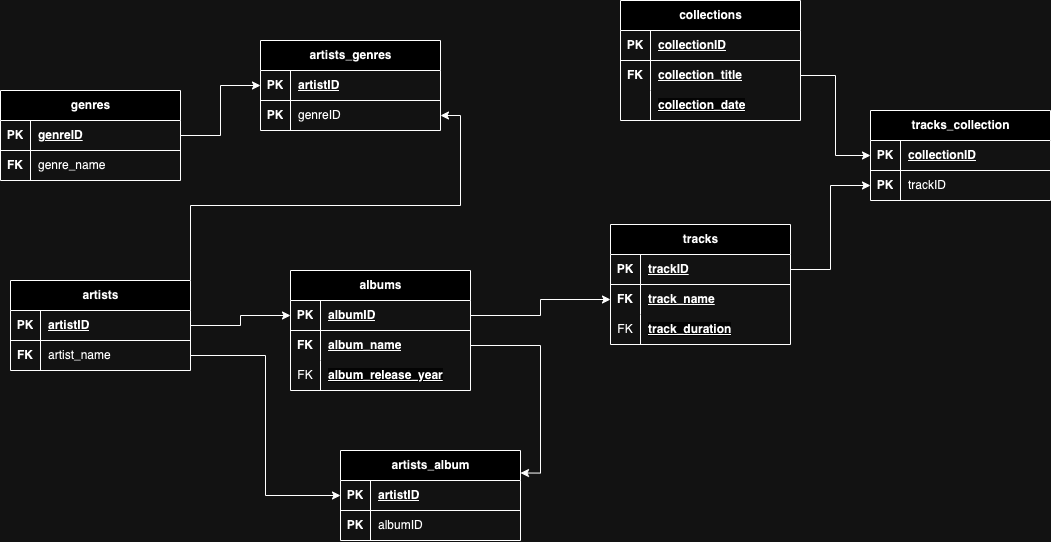 collections
PK collectionID
FK collection_title
collection_date
artists_genres
PK artistID
PK genreID
genres
PK genreID
FK genre_name
tracks_collection
PK collectionID
PK trackID
tracks
PK trackID
FK track_name
FK track_duration
albums
PK albumID
FK album_name
FK album_release_year
artists
PK artistID
FK artist_name
artists_album
PK artistID
PK albumID